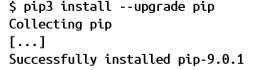 $ pip3 install --upgrade pip
Collecting pip
[...]
Successfully installed pip-9.0.1